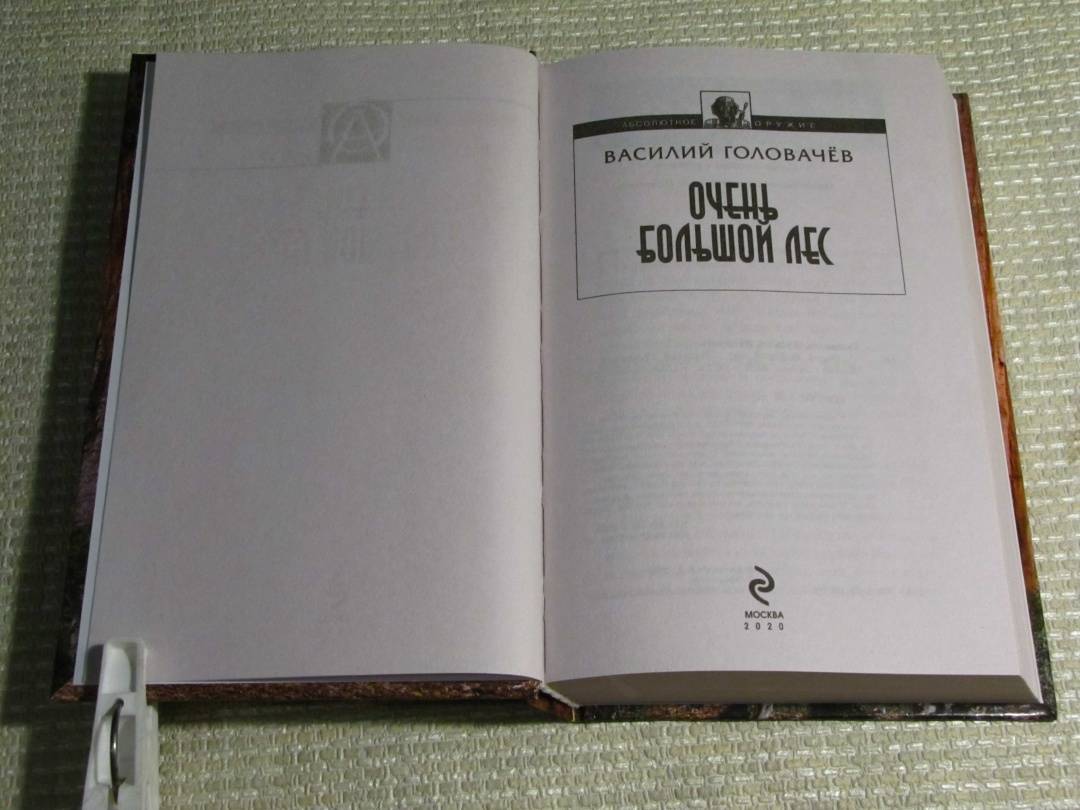 АБСОЛЮТНОЕ ОРУЖИЕ
ВАСИЛИЙ ГОЛОВАЧЁВ
ОЧЕНЬ
БОЛЬШОЙ ЛЕС
МОСКВА
2020